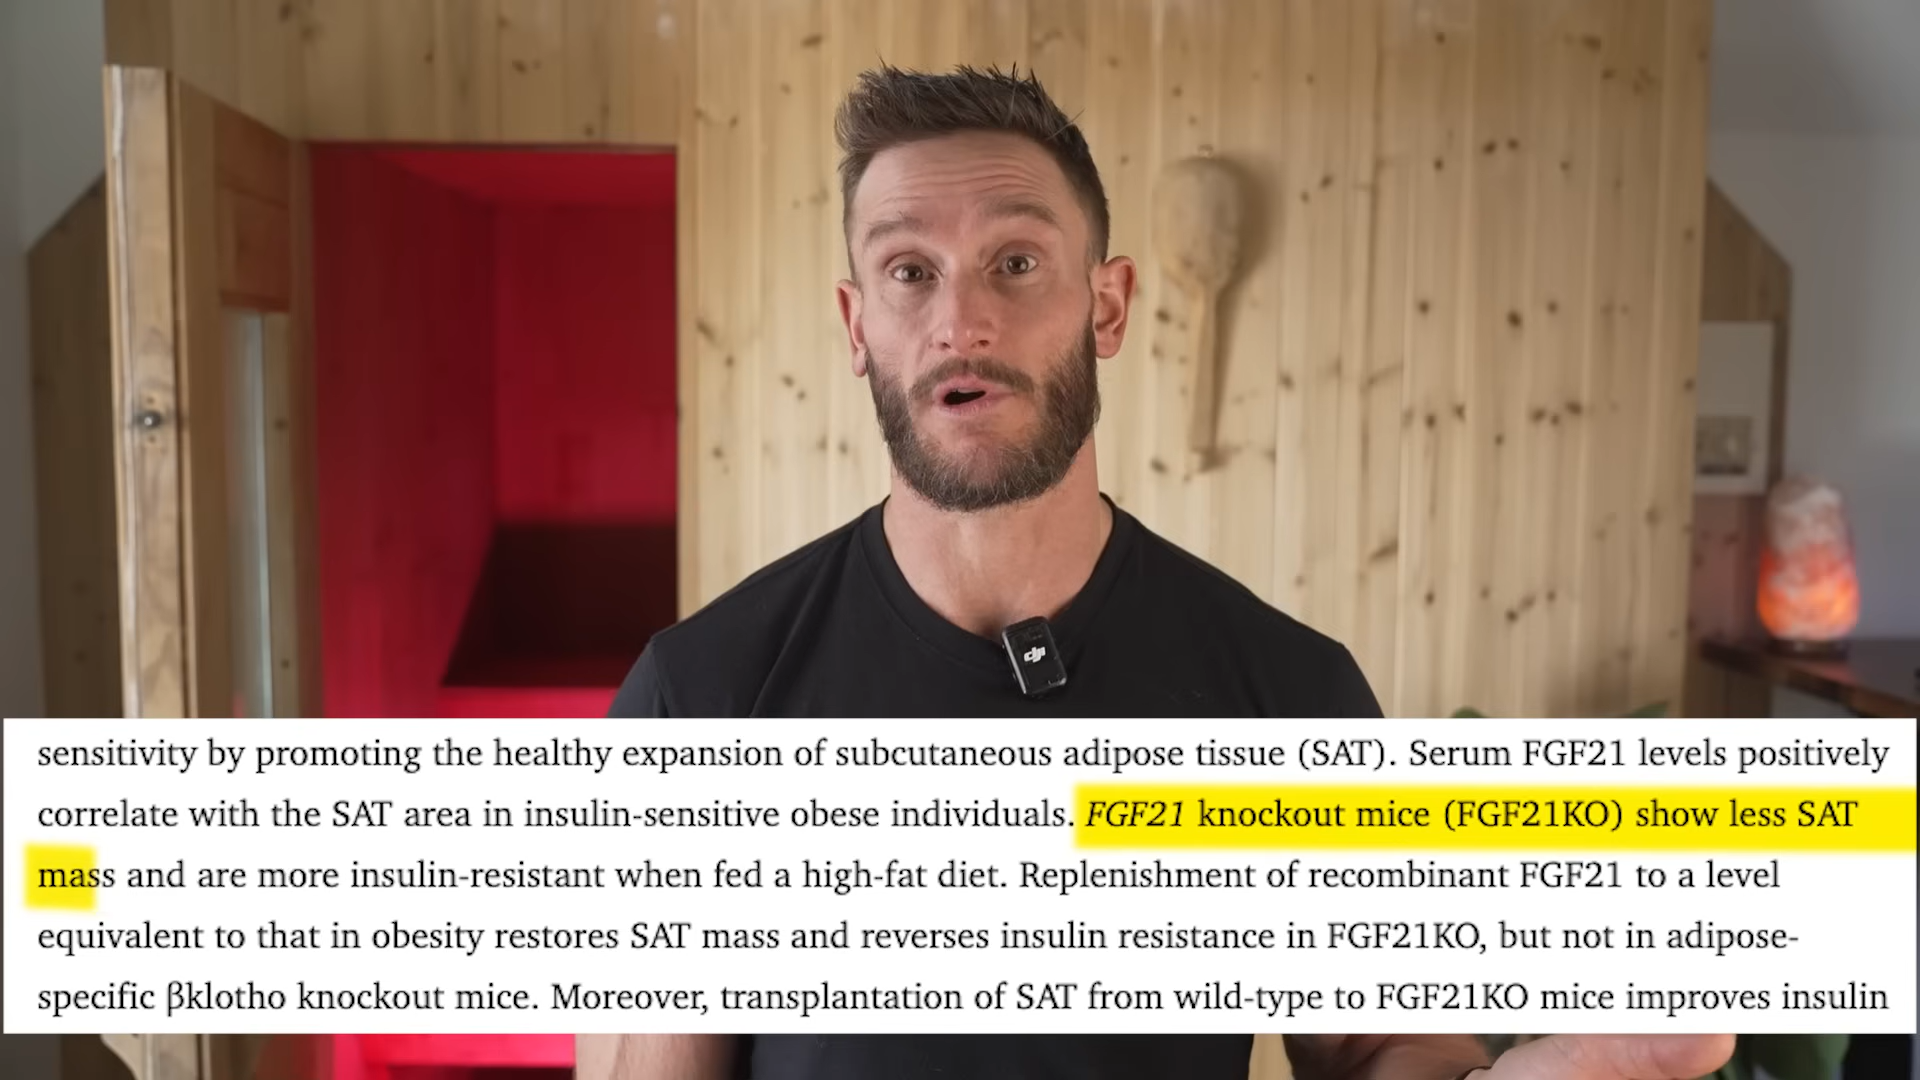 dji
sensitivity by promoting the healthy expansion of subcutaneous adipose tissue (SAT). Serum FGF21 levels positively
correlate with the SAT area in insulin-sensitive obese individuals. FGF21 knockout mice (FGF21KO) show less SAT
mass and are more insulin-resistant when fed a high-fat diet. Replenishment of recombinant FGF21 to a level
equivalent to that in obesity restores SAT mass and reverses insulin resistance in FGF21KO, but not in adipose-
specific βklotho knockout mice. Moreover, transplantation of SAT from wild-type to FGF21KO mice improves insulin